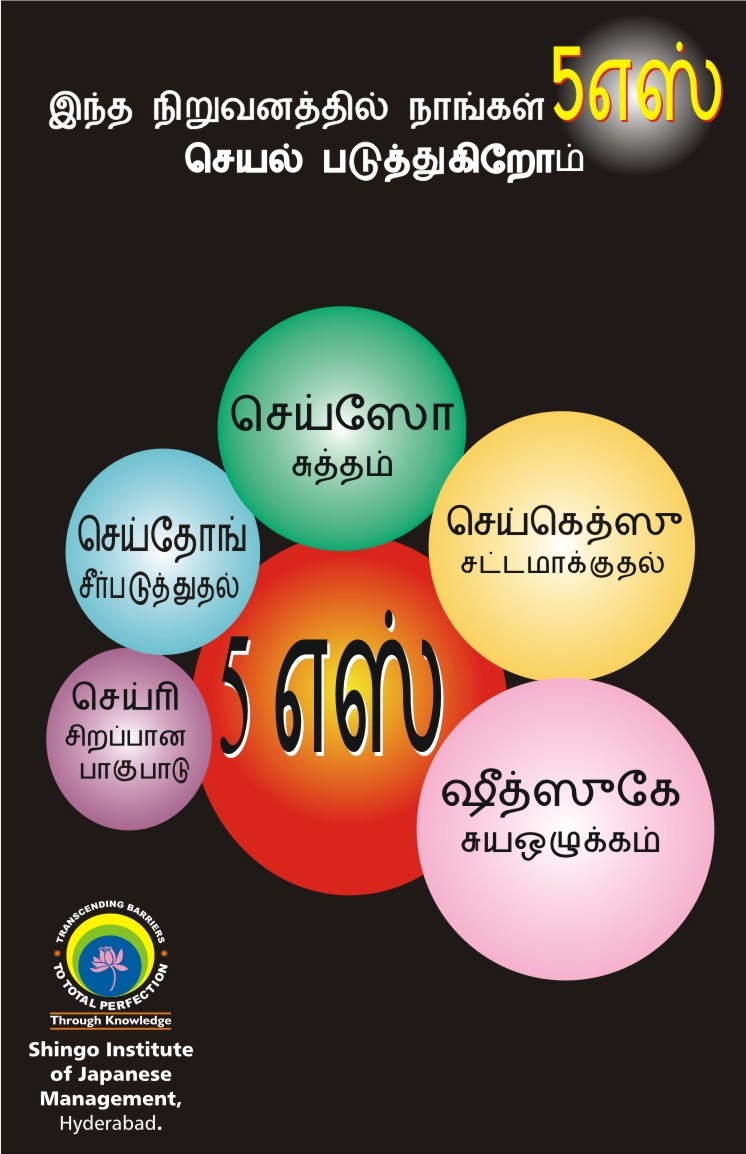 இந்த நிறுவனத்தில் நாங்கள் 5எஸ்
செயல் படுத்துகிறோம்
செய்ஸோ
சுத்தம்
செய்கெத்ஸு
சட்டமாக்குதல்
செய்தோங்
சீர்படுத்துதல்
5 எஸ்
செய்ரி
சிறப்பான
பாகுபாடு
ஷீத்ஸுகே
சுயஒழுக்கம்
TRANSCENDING BARRIERS
TO TOTAL PERFECTION
Through Knowledge
Shingo Institute
of Japanese
Management,
Hyderabad.